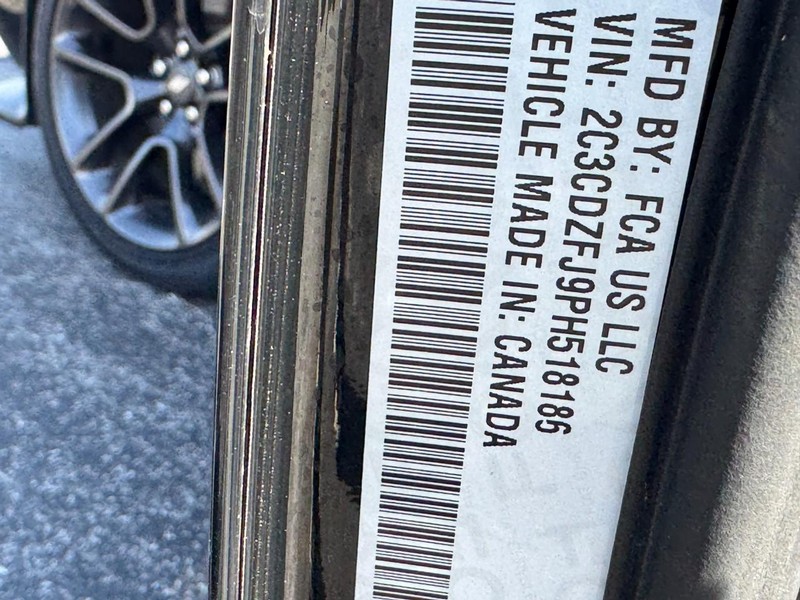 MFD BY: FCA US LLC
VIN: 2C3CDZFJ9PH518186
VEHICLE MADE IN: CANADA